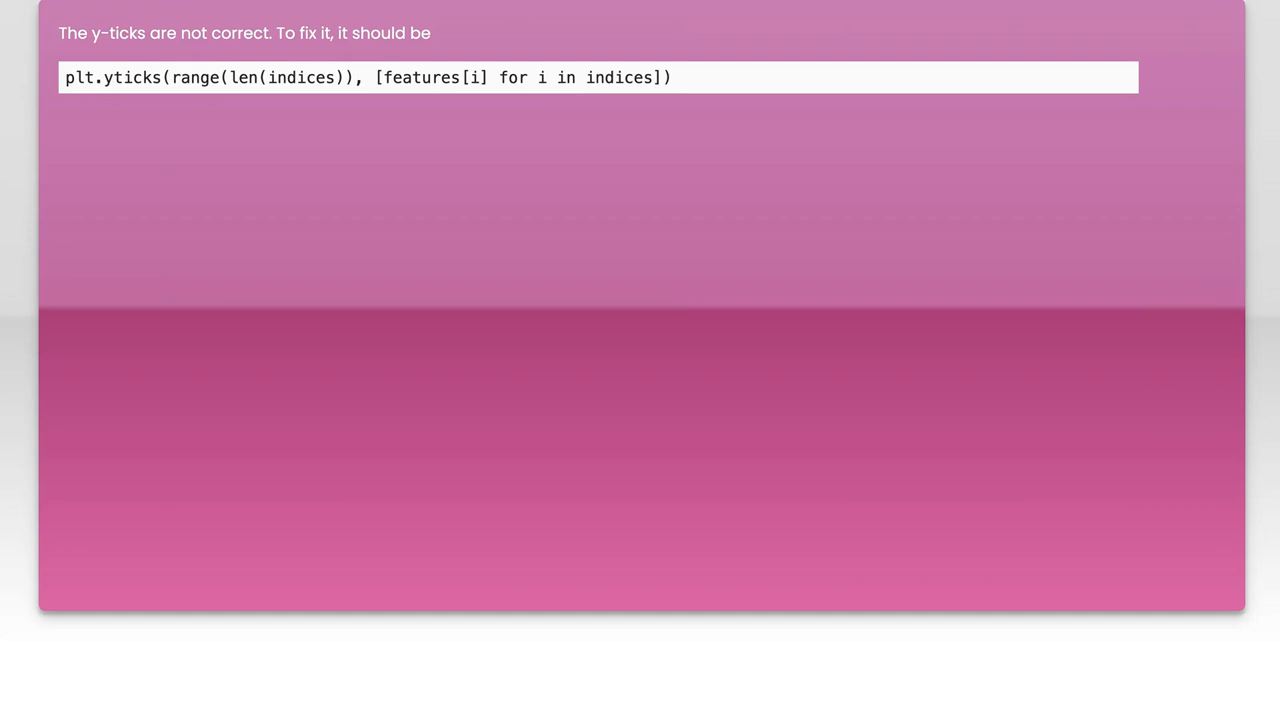 The y-ticks are not correct. To fix it, it should be
plt.yticks(range(len(indices)), [features[i] for i in indices])